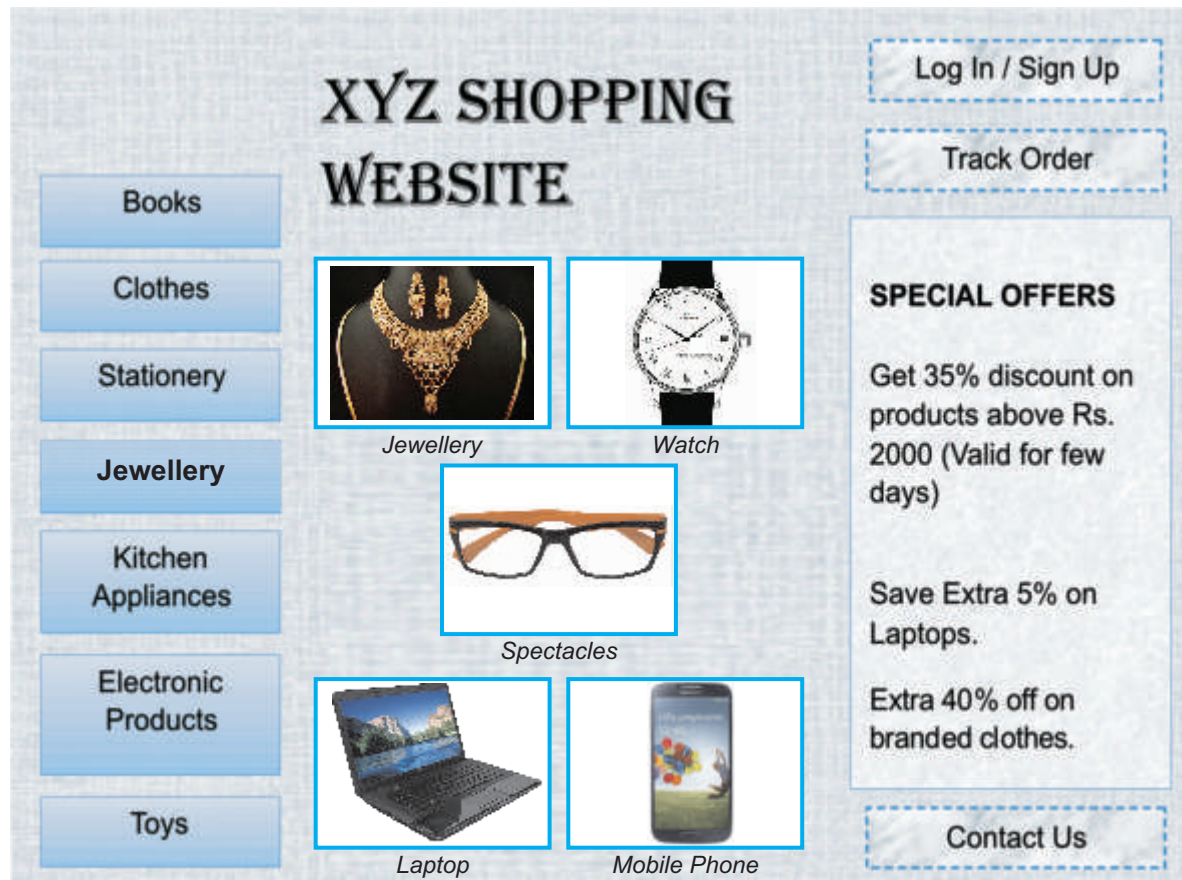 XYZ SHOPPING
WEBSITE
Log In / Sign Up
Track Order
Books
Clothes
Stationery
Jewellery
Kitchen
Appliances
Electronic
Products
Toys
Jewellery
Watch
Spectacles
Laptop
Mobile Phone
SPECIAL OFFERS
Get 35% discount on
products above Rs.
2000 (Valid for few
days)
Save Extra 5% on
Laptops.
Extra 40% off on
branded clothes.
Contact Us